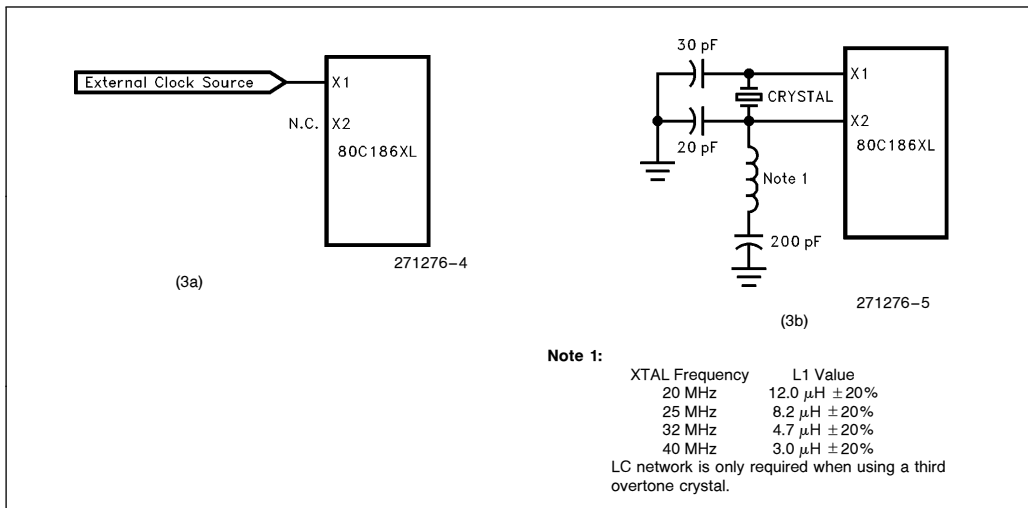 External Clock Source
X1
N.C. X2
80C186XL
271276–4
(3a)
30 pF
X1
CRYSTAL
X2
20 pF
80C186XL
Note 1
200 pF
271276–5
(3b)
Note 1:
XTAL Frequency L1 Value
20 MHz 12.0 μH ±20%
25 MHz 8.2 μH ±20%
32 MHz 4.7 μH ±20%
40 MHz 3.0 μH ±20%
LC network is only required when using a third
overtone crystal.